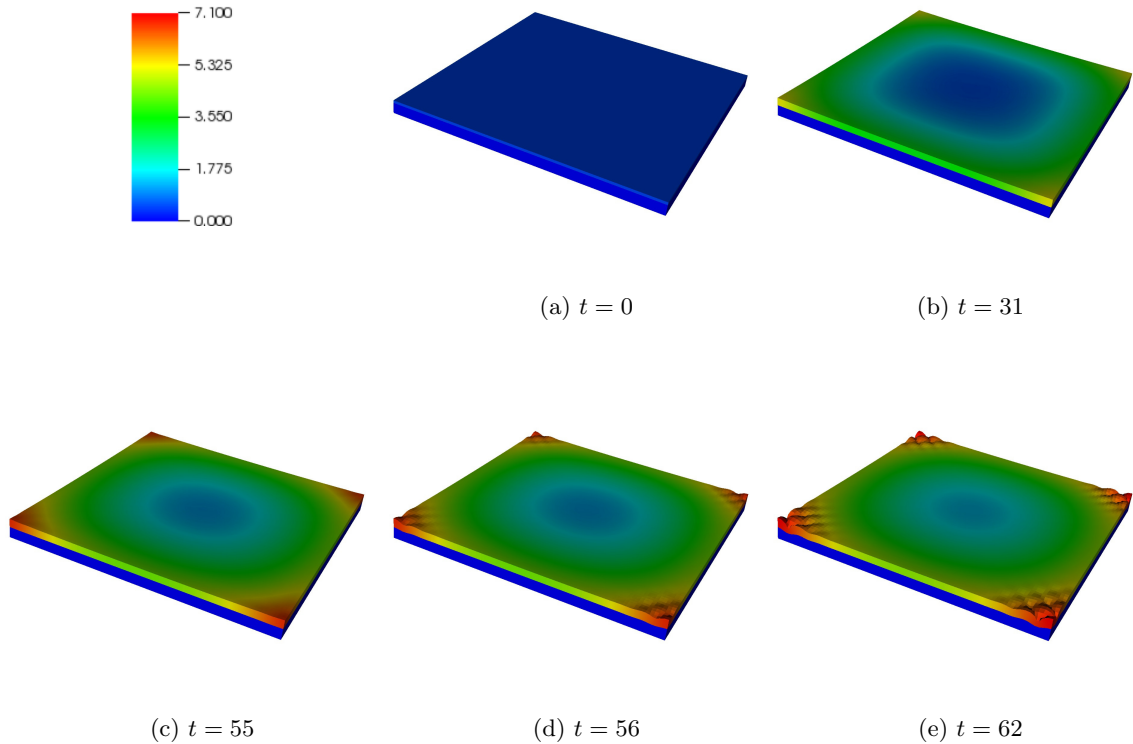 7.100
5.325
3.550
1.775
0.000
(a) t = 0
(b) t = 31
(c) t = 55
(d) t = 56
(e) t = 62